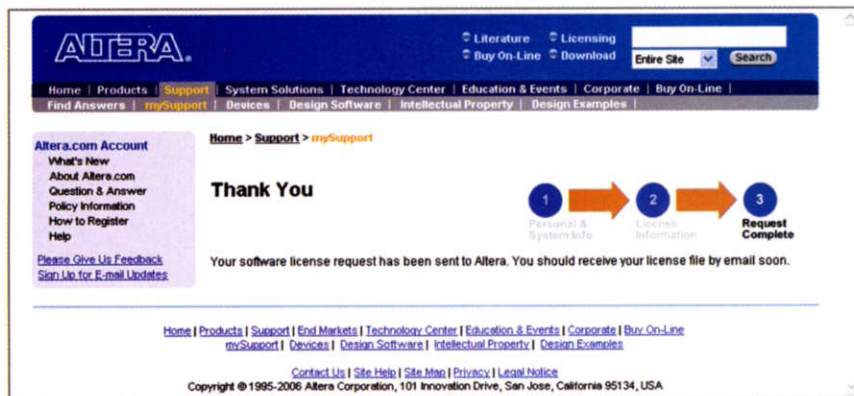 ALTERA.
Literature Licensing
Buy On-Line Download
Entire Site Search
Home | Products | Support | System Solutions | Technology Center | Education & Events | Corporate | Buy On-Line |
Find Answers | mySupport | Devices | Design Software | Intellectual Property | Design Examples |
Home > Support > mySupport
Altera.com Account
What's New
About Altera.com
Question & Answer
Policy Information
How to Register
Help
Please Give Us Feedback
Sign Up for E-mail Updates
Thank You
1 2 3
Personal & System Info
License Information
Request Complete
Your software license request has been sent to Altera. You should receive your license file by email soon.
Home | Products | Support | End Markets | Technology Center | Education & Events | Corporate | Buy On-Line
mySupport | Devices | Design Software | Intellectual Property | Design Examples
Contact Us | Site Help | Site Map | Privacy | Legal Notice
Copyright © 1995-2006 Altera Corporation, 101 Innovation Drive, San Jose, California 95134, USA